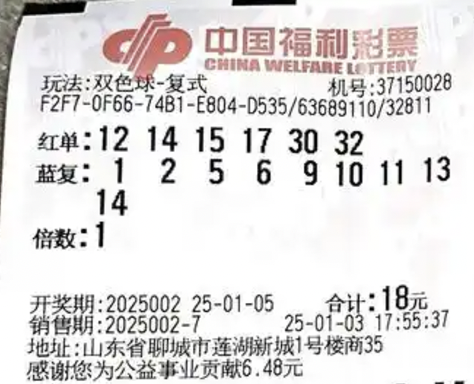 中国福利彩票
CHINA WELFARE LOTTERY
玩法:双色球-复式 机号:37150028
F2F7-0F66-74B1-E804-D535/63689110/32811
红单:12 14 15 17 30 32
蓝复: 1 2 5 6 9 10 11 13
14
倍数:1
开奖期:2025002 25-01-05 合计:18元
销售期:2025002-7 25-01-03 17:55:37
地址:山东省聊城市莲湖新城1号楼商35
感谢您为公益事业贡献6.48元